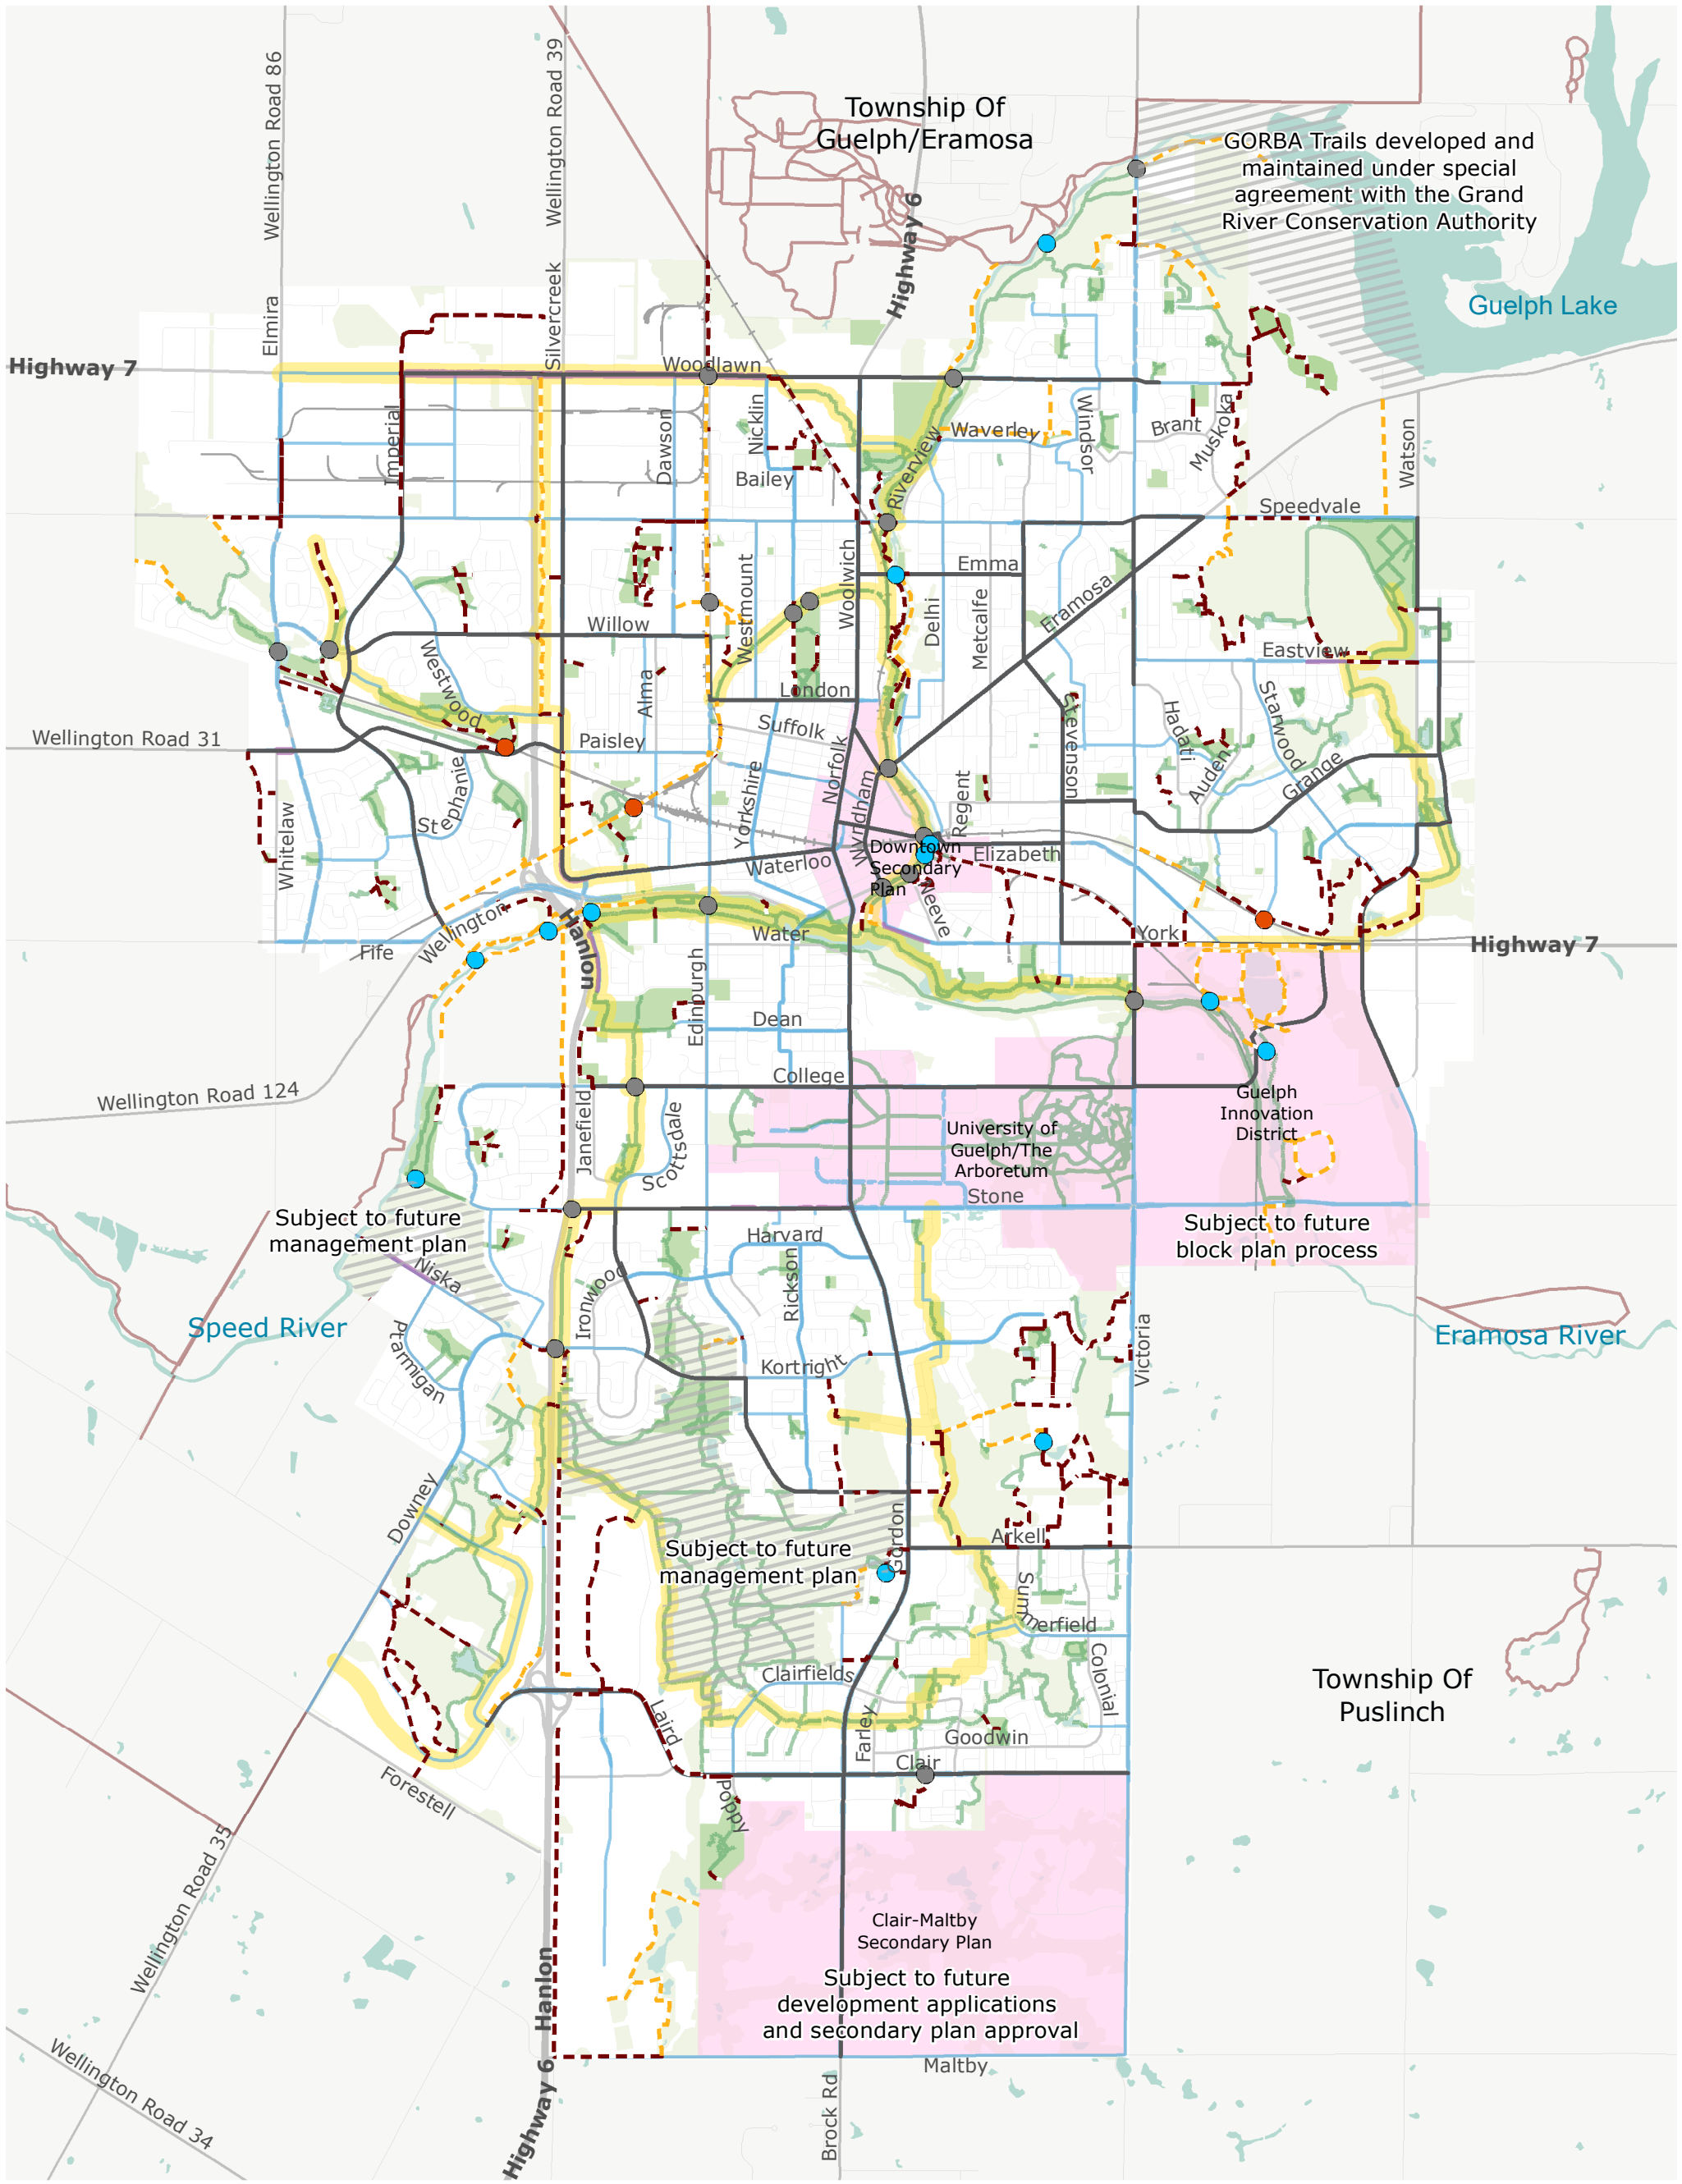 Wellington Road 86
Wellington Road 39
Township Of
Guelph/Eramosa
Highway 6
GORBA Trails developed and
maintained under special
agreement with the Grand
River Conservation Authority
Guelph Lake
Elmira
Silvercreek
Highway 7
Woodlawn
Imperial
Dawson
Nicklin
Bailey
Riverview
Waverley
Windsor
Brant
Muskoka
Watson
Speedvale
Westmount
Woolwich
Emma
Delhi
Metcalfe
Eramosa
Willow
Westwood
Alma
London
Eastview
Starwood
Wellington Road 31
Paisley
Suffolk
Norfolk
Stevenson
Hadati
Auden
Grange
Stephanie
Whitelaw
Yorkshire
Wyndham
Regent
Downtown
Secondary
Plan
Elizabeth
Waterloo
Neeve
Wellington
Fife
Hanlon
Water
York
Highway 7
Edinburgh
Dean
College
Wellington Road 124
Janefield
Scottsdale
University of
Guelph/The
Arboretum
Guelph
Innovation
District
Stone
Subject to future
management plan
Subject to future
block plan process
Niska
Harvard
Rickson
Ironwood
Speed River
Eramosa River
Ptarmigan
Kortright
Victoria
Downey
Gordon
Arkell
Subject to future
management plan
Summerfield
Colonial
Clairfields
Township Of
Puslinch
Laird
Farley
Goodwin
Clair
Forestell
Poppy
Wellington Road 35
Clair-Maltby
Secondary Plan
Subject to future
development applications
and secondary plan approval
Hanlon
Maltby
Wellington Road 34
Highway 6
Brock Rd